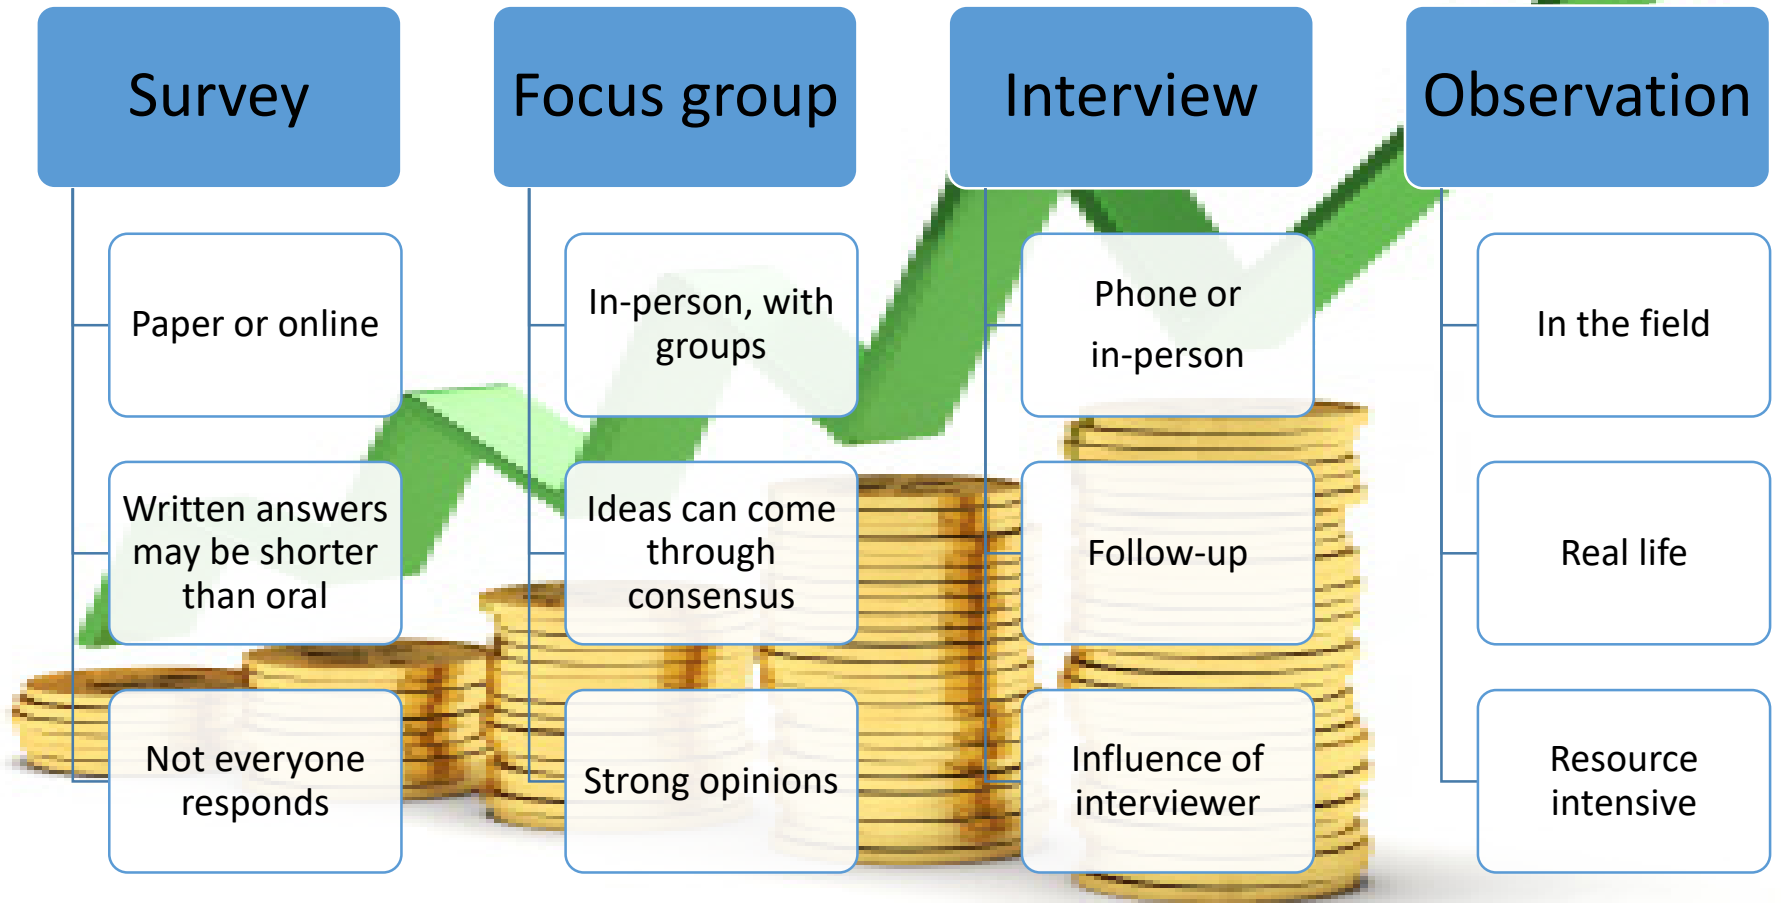 Survey
Paper or online
Written answers
may be shorter
than oral
Not everyone
responds
Focus group
In-person, with
groups
Ideas can come
through
consensus
Strong opinions
Interview
Phone or
in-person
Follow-up
Influence of
interviewer
Observation
In the field
Real life
Resource
intensive